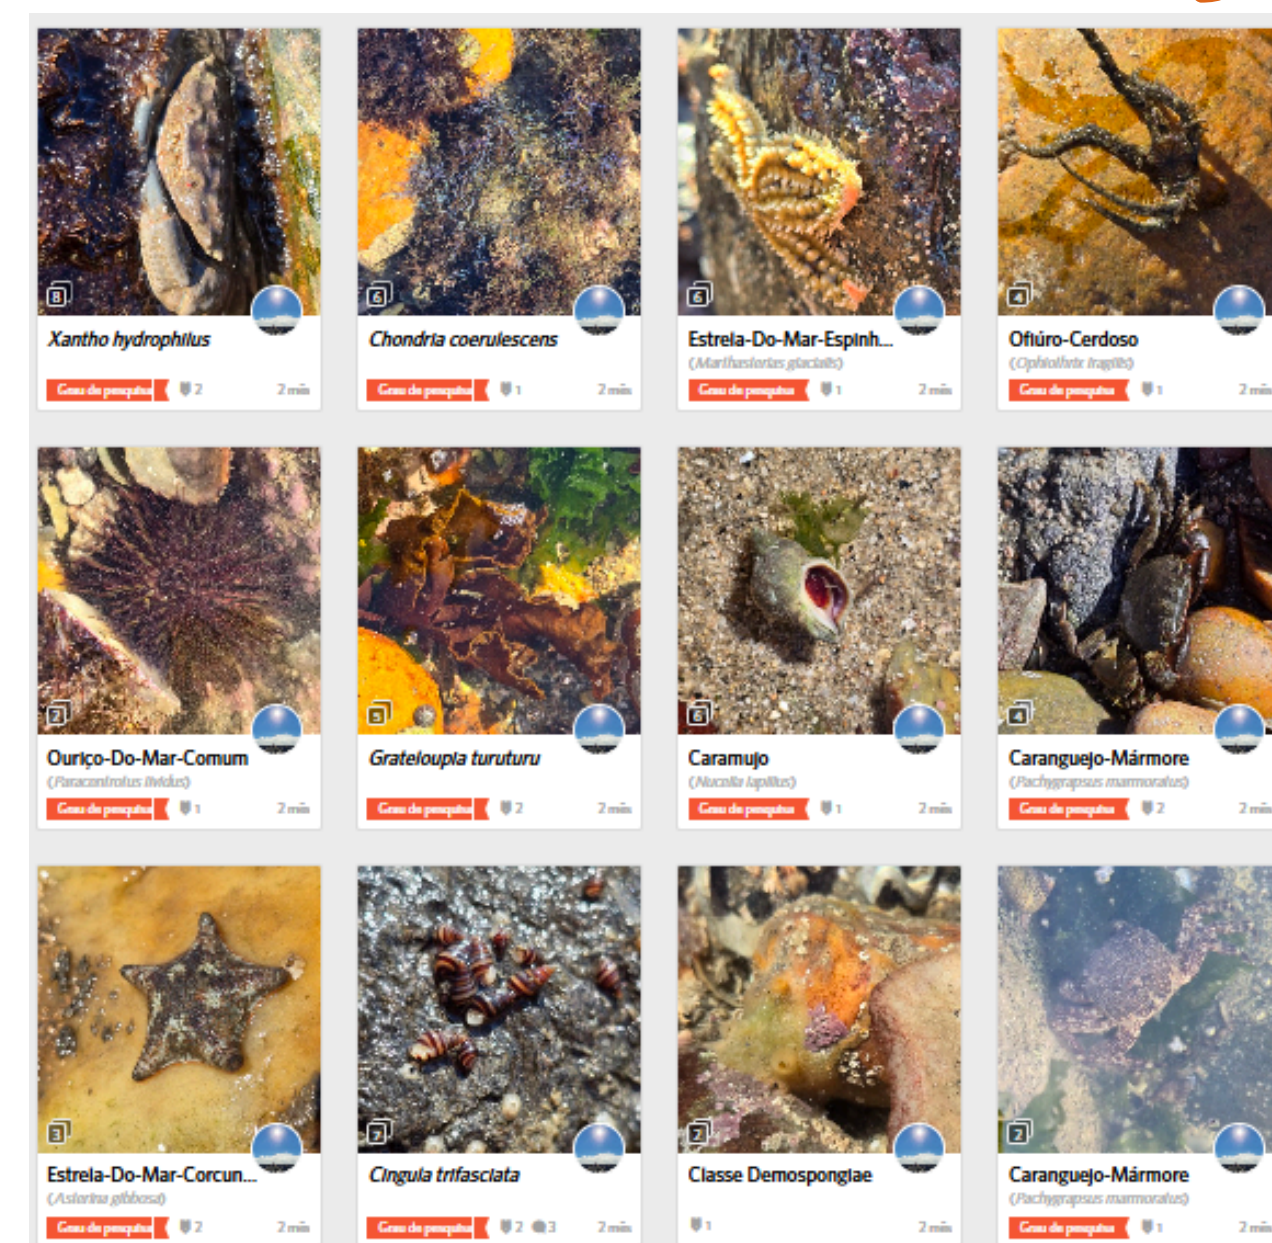 8
6
6
4
Xantho hydrophilus
Chondria coerulescens
Estrela-Do-Mar-Espinh...
Ofiúro-Cerdoso
(Marthasterias glacialis)
(Ophiothrix fragilis)
Grau de pesquisa 2 2 min
Grau de pesquisa 1 2 min
Grau de pesquisa 1 2 min
Grau de pesquisa 1 2 min
2
5
6
4
Ouriço-Do-Mar-Comum
Grateloupia turuturu
Caramujo
Caranguejo-Mármore
(Paracentrotus lividus)
(Nucella lapillus)
(Pachygrapsus marmoratus)
Grau de pesquisa 1 2 min
Grau de pesquisa 2 2 min
Grau de pesquisa 1 2 min
Grau de pesquisa 2 2 min
3
7
2
2
Estrela-Do-Mar-Corcun...
Cingula trifasciata
Classe Demospongiae
Caranguejo-Mármore
(Asterina gibbosa)
(Pachygrapsus marmoratus)
Grau de pesquisa 2 2 min
Grau de pesquisa 2 3 2 min
1 2 min
Grau de pesquisa 1 2 min